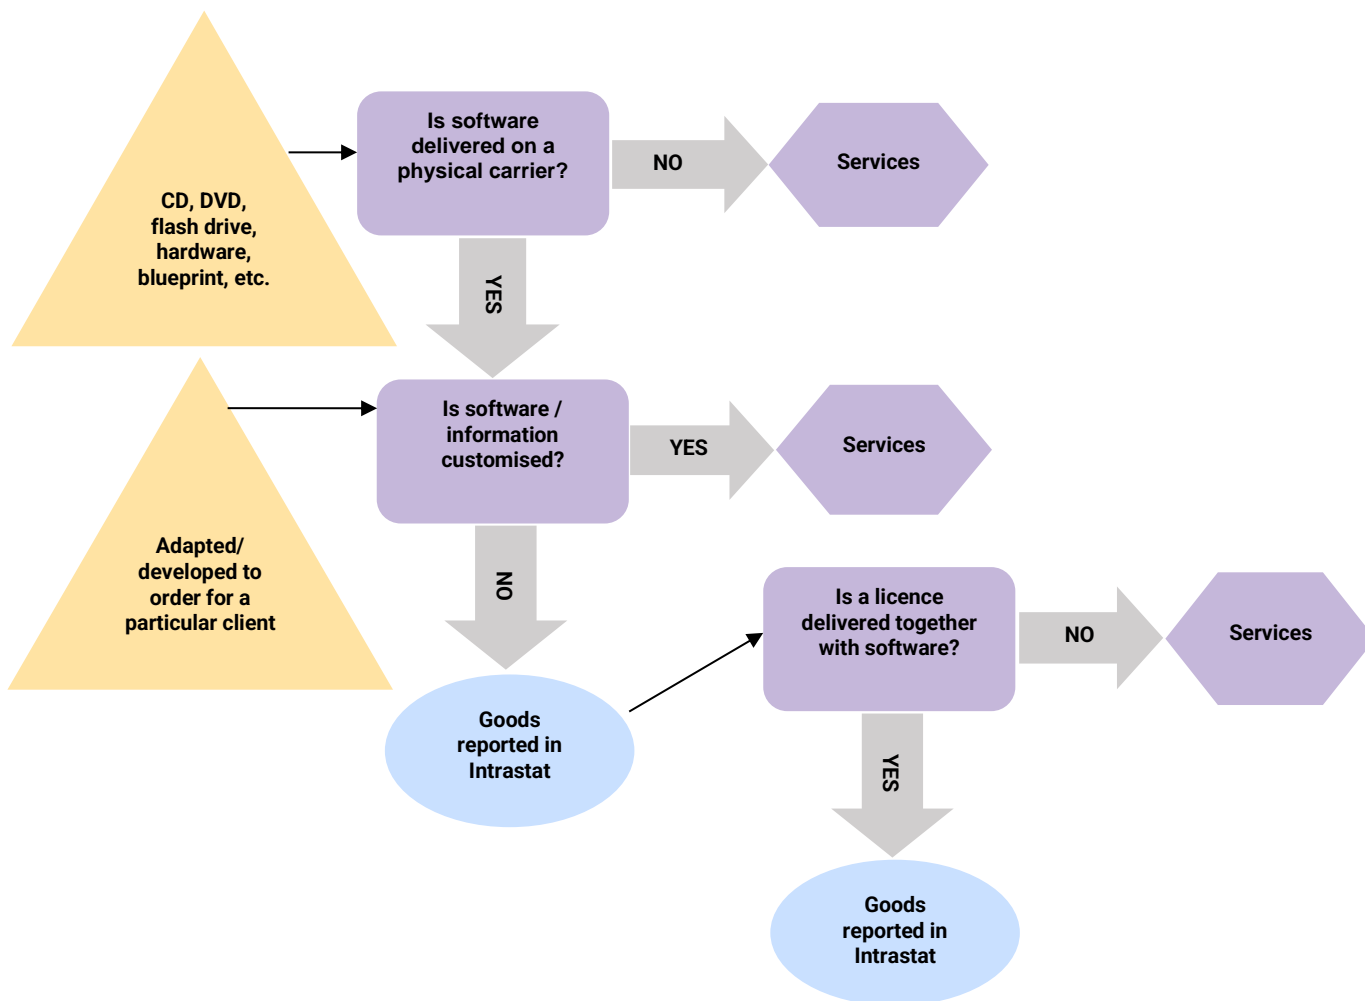 Is software
delivered on a
physical carrier?
NO
Services
CD, DVD,
flash drive,
hardware,
blueprint, etc.
YES
Is software /
information
customised?
YES
Services
Adapted/
developed to
order for a
particular client
NO
Is a licence
delivered together
with software?
NO
Services
Goods
reported in
Intrastat
YES
Goods
reported in
Intrastat